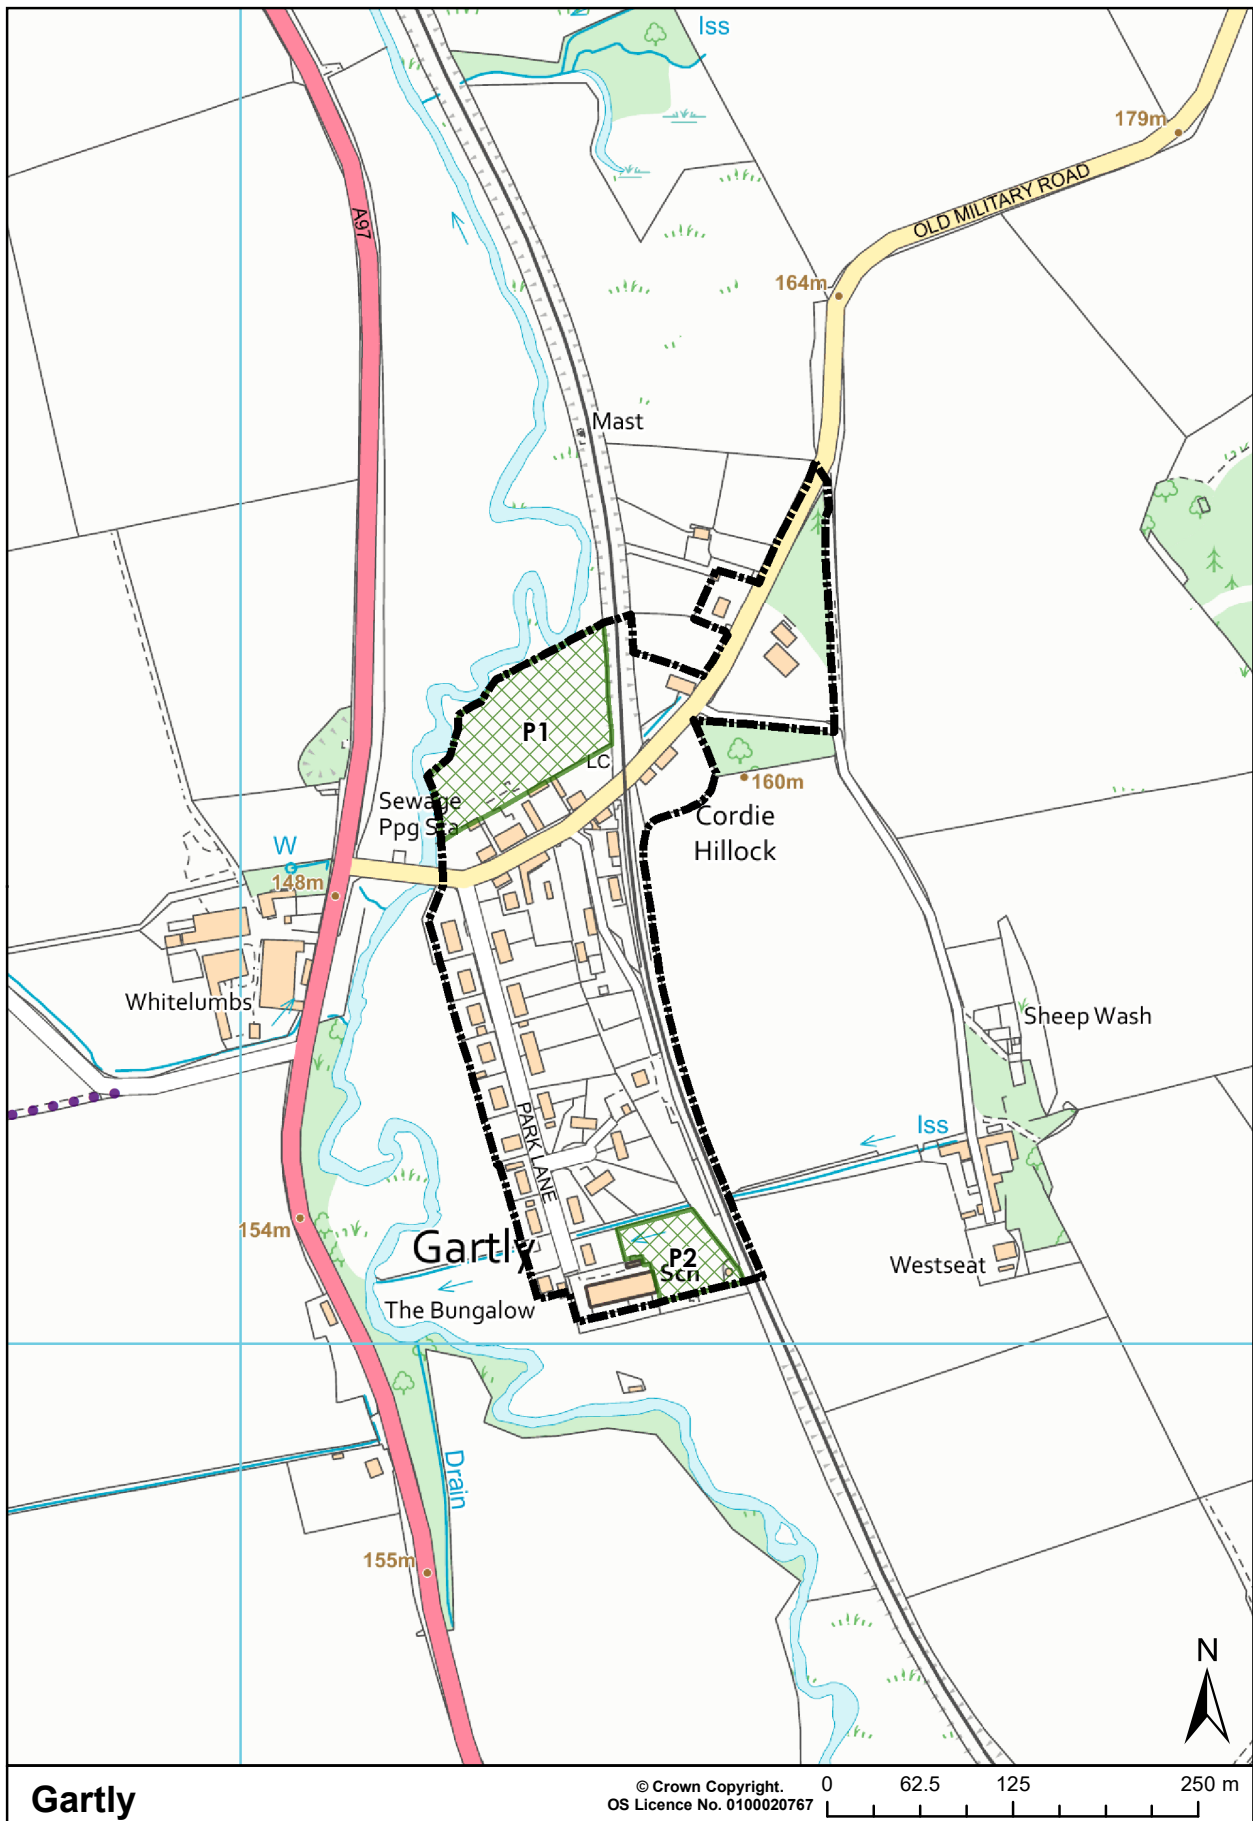 Iss
179m
A97
OLD MILITARY ROAD
164m
Mast
P1
LC
160m
Sewage
Ppg Sta
Cordie
Hillock
W
148m
Whitelumbs
Sheep Wash
PARK LANE
Iss
154m
Gartly
P2
Sch
Westseat
The Bungalow
Drain
155m
N
Gartly
© Crown Copyright.
OS Licence No. 0100020767
0 62.5 125 250 m